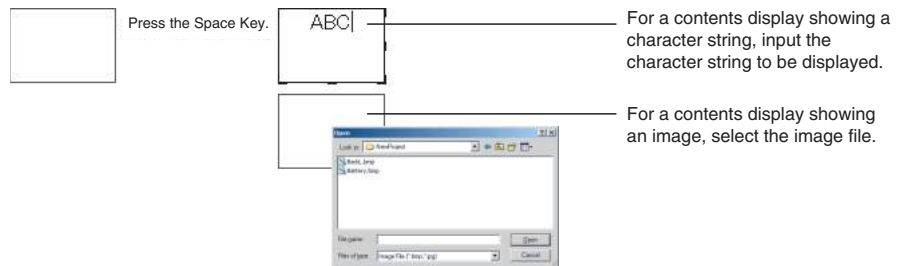 Press the Space Key.
ABC
For a contents display showing a
character string, input the
character string to be displayed.
For a contents display showing
an image, select the image file.
Open
Look in: NewProject
Back.bmp
Battery.bmp
File name:
Open
Files of type: Image File (*.bmp,*.jpg)
Cancel